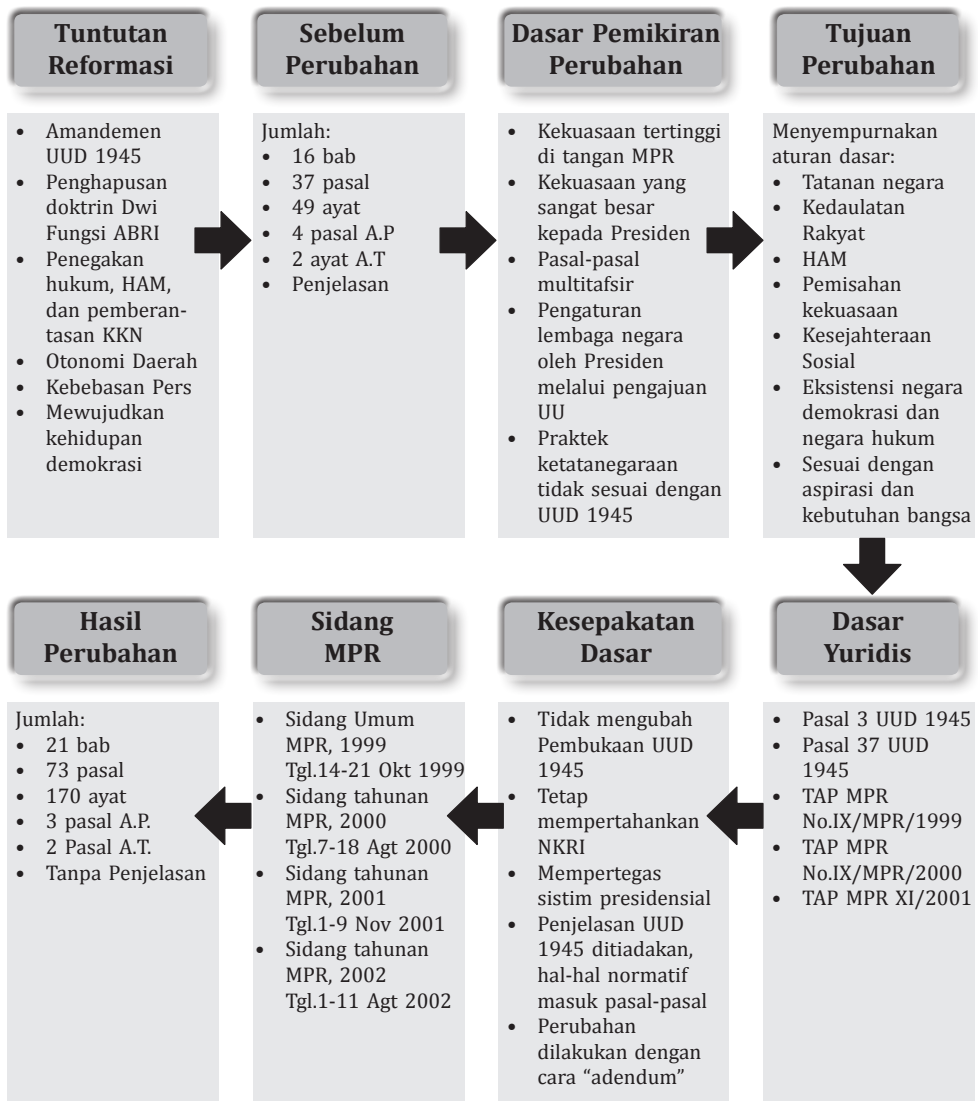 Tuntutan
Reformasi
• Amandemen
UUD 1945
• Penghapusan
doktrin Dwi
Fungsi ABRI
• Penegakan
hukum, HAM,
dan pemberan-
tasan KKN
• Otonomi Daerah
• Kebebasan Pers
• Mewujudkan
kehidupan
demokrasi
Sebelum
Perubahan
Jumlah:
• 16 bab
• 37 pasal
• 49 ayat
• 4 pasal A.P
• 2 ayat A.T
• Penjelasan
Dasar Pemikiran
Perubahan
• Kekuasaan tertinggi
di tangan MPR
• Kekuasaan yang
sangat besar
kepada Presiden
• Pasal-pasal
multitafsir
• Pengaturan
lembaga negara
oleh Presiden
melalui pengajuan
UU
• Praktek
ketatanegaraan
tidak sesuai dengan
UUD 1945
Tujuan
Perubahan
Menyempurnakan
aturan dasar:
• Tatanan negara
• Kedaulatan
Rakyat
• HAM
• Pemisahan
kekuasaan
• Kesejahteraan
Sosial
• Eksistensi negara
demokrasi dan
negara hukum
• Sesuai dengan
aspirasi dan
kebutuhan bangsa
Dasar
Yuridis
• Pasal 3 UUD 1945
• Pasal 37 UUD
1945
• TAP MPR
No.IX/MPR/1999
• TAP MPR
No.IX/MPR/2000
• TAP MPR XI/2001
Kesepakatan
Dasar
• Tidak mengubah
Pembukaan UUD
1945
• Tetap
mempertahankan
NKRI
• Mempertegas
sistim presidensial
• Penjelasan UUD
1945 ditiadakan,
hal-hal normatif
masuk pasal-pasal
• Perubahan
dilakukan dengan
cara “adendum”
Sidang
MPR
• Sidang Umum
MPR, 1999
Tgl.14-21 Okt 1999
• Sidang tahunan
MPR, 2000
Tgl.7-18 Agt 2000
• Sidang tahunan
MPR, 2001
Tgl.1-9 Nov 2001
• Sidang tahunan
MPR, 2002
Tgl.1-11 Agt 2002
Hasil
Perubahan
Jumlah:
• 21 bab
• 73 pasal
• 170 ayat
• 3 pasal A.P.
• 2 Pasal A.T.
• Tanpa Penjelasan